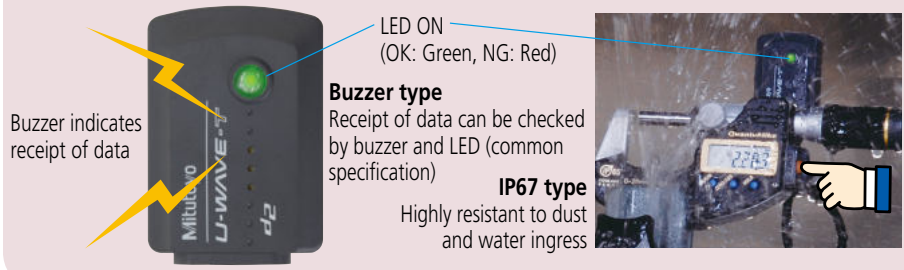 LED ON
(OK: Green, NG: Red)
Buzzer type
Receipt of data can be checked
by buzzer and LED (common
specification)
IP67 type
Highly resistant to dust
and water ingress
Buzzer indicates
receipt of data
Mitutoyo
U-WAVE-T